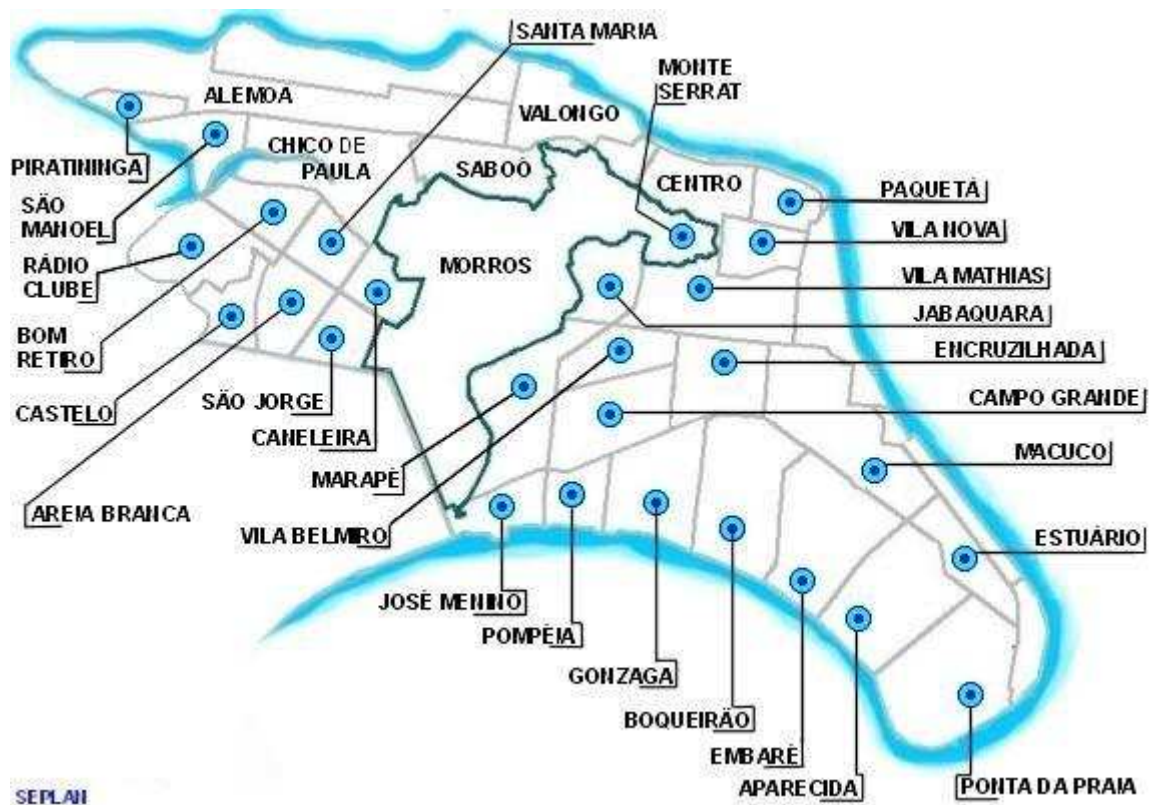 SANTA MARIA
MONTE
SERRAT
ALEMOA
VALONGO
CHICO DE
PAULA
SABOÓ
CENTRO
PIRATININGA
PAQUETÁ
SÃO
MANOEL
VILA NOVA
RÁDIO
CLUBE
MORROS
VILA MATHIAS
JABAQUARA
BOM
RETIRO
ENCRUZILHADA
CASTELO
SÃO JORGE
CAMPO GRANDE
CANELEIRA
MACUCO
MARAPÉ
AREIA BRANCA
VILA BELMIRO
ESTUÁRIO
JOSÉ MENINO
POMPÉIA
GONZAGA
BOQUEIRÃO
EMBARÉ
APARECIDA
PONTA DA PRAIA
SEPLAN